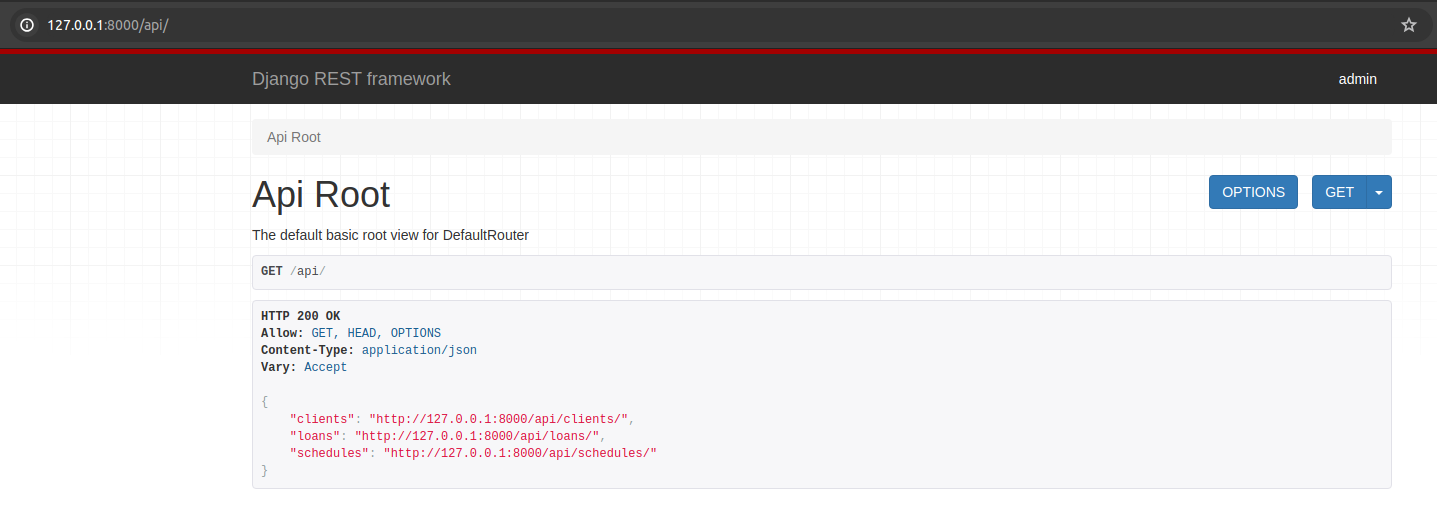 127.0.0.1:8000/api/
Django REST framework
admin
Api Root
Api Root
OPTIONS
GET
The default basic root view for DefaultRouter
GET /api/
HTTP 200 OK
Allow: GET, HEAD, OPTIONS
Content-Type: application/json
Vary: Accept
{
    "clients": "http://127.0.0.1:8000/api/clients/",
    "loans": "http://127.0.0.1:8000/api/loans/",
    "schedules": "http://127.0.0.1:8000/api/schedules/"
}